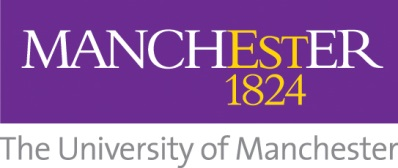 MANCHESTER
1824
The University of Manchester